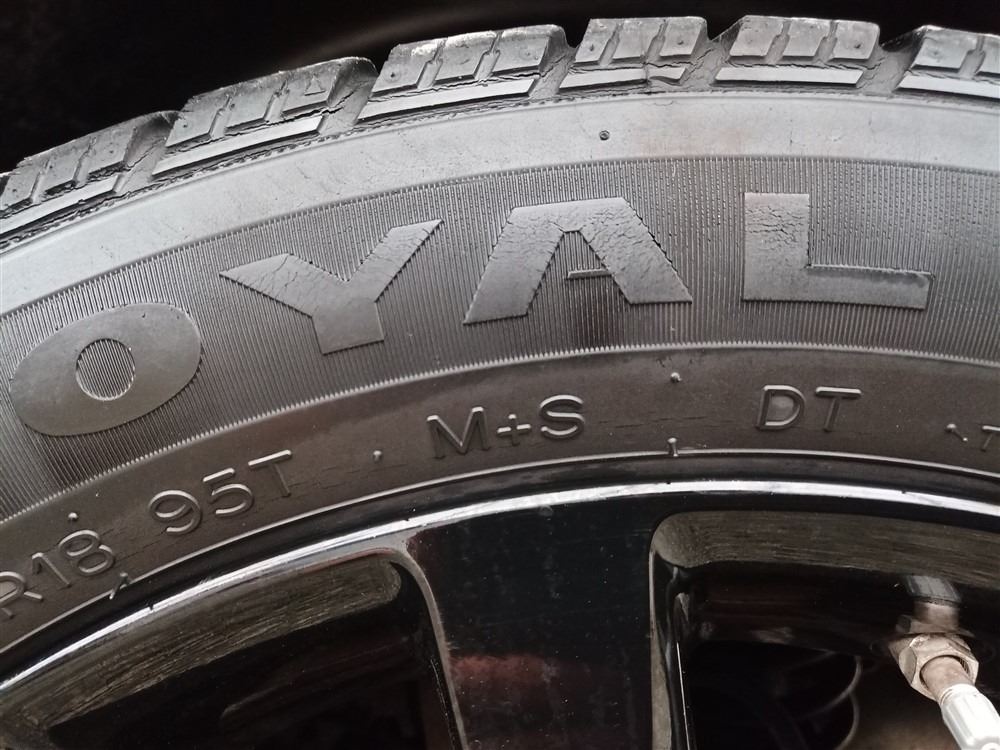 OYAL
R18 95T M+S DT